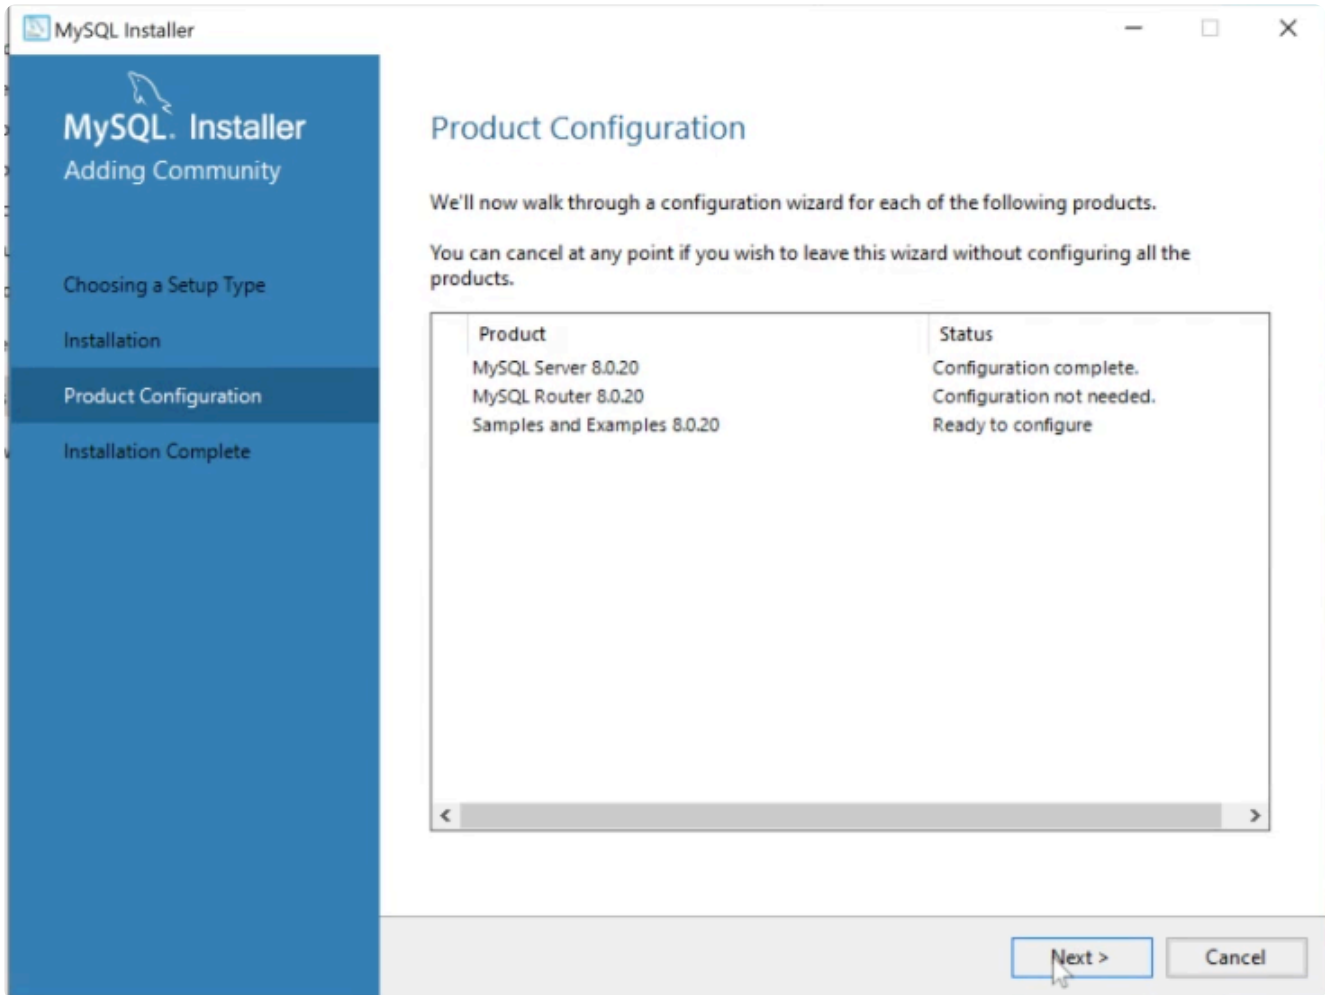 MySQL Installer
MySQL. Installer
Adding Community
Choosing a Setup Type
Installation
Product Configuration
Installation Complete
Product Configuration
We'll now walk through a configuration wizard for each of the following products.
You can cancel at any point if you wish to leave this wizard without configuring all the
products.
Product Status
MySQL Server 8.0.20 Configuration complete.
MySQL Router 8.0.20 Configuration not needed.
Samples and Examples 8.0.20 Ready to configure
Next > Cancel